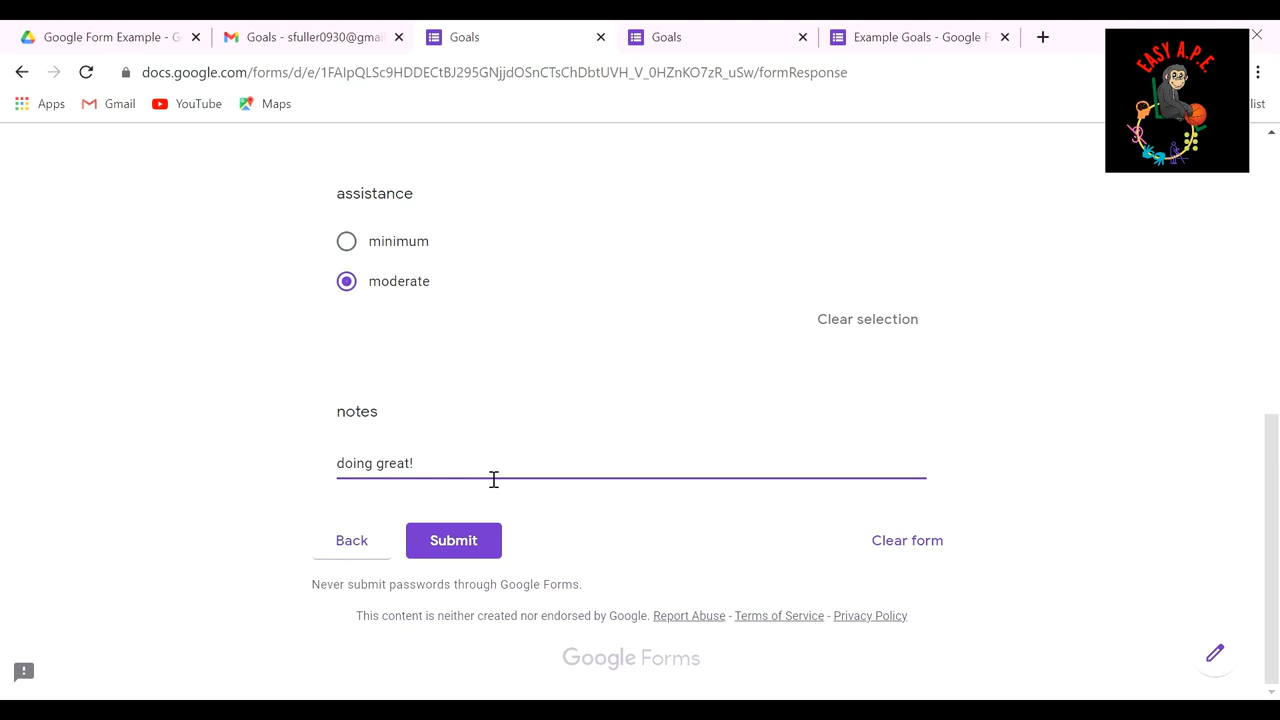 Google Form Example - G
Goals - sfuller0930@gmai
Goals
Goals
Example Goals - Google F
docs.google.com/forms/d/e/1FAIpQLSc9HDDECtBJ295GNjjdOSnCTsChDbtUVH_V_0HZnKO7zR_uSw/formResponse
Apps
Gmail
YouTube
Maps
list
EASY A.P.E.
assistance
minimum
moderate
Clear selection
notes
doing great!
Back
Submit
Clear form
Never submit passwords through Google Forms.
This content is neither created nor endorsed by Google. Report Abuse - Terms of Service - Privacy Policy
Google Forms